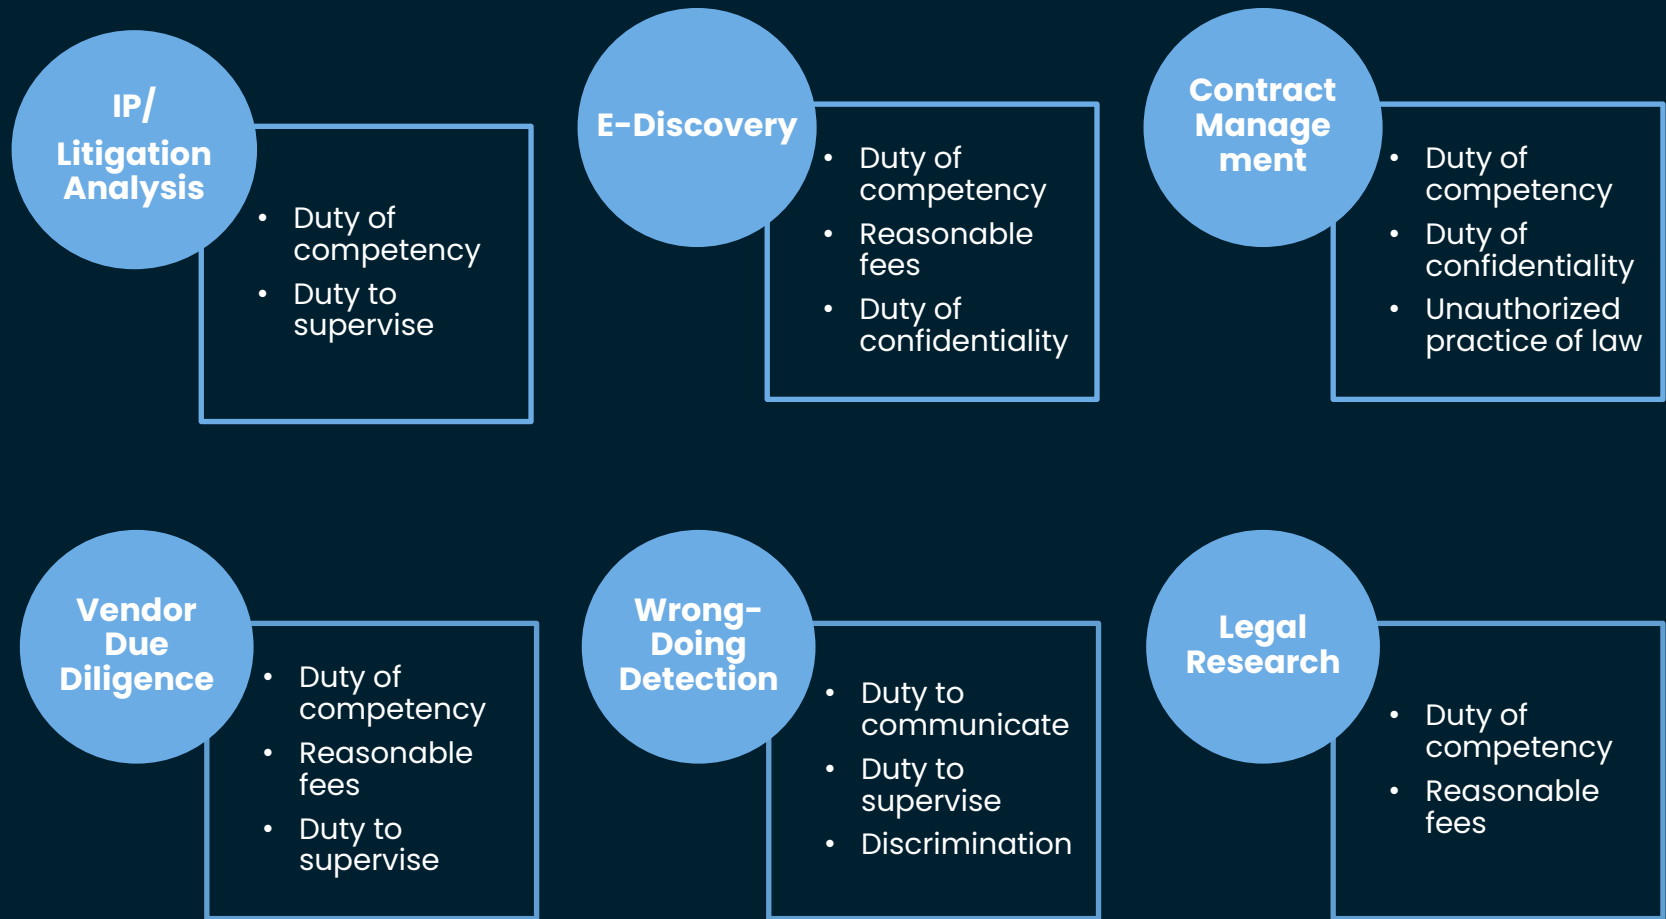 IP/
Litigation
Analysis
• Duty of
competency
• Duty to
supervise
E-Discovery
• Duty of
competency
• Reasonable
fees
• Duty of
confidentiality
Contract
Manage
ment
• Duty of
competency
• Duty of
confidentiality
• Unauthorized
practice of law
Vendor
Due
Diligence
• Duty of
competency
• Reasonable
fees
• Duty to
supervise
Wrong-
Doing
Detection
• Duty to
communicate
• Duty to
supervise
• Discrimination
Legal
Research
• Duty of
competency
• Reasonable
fees